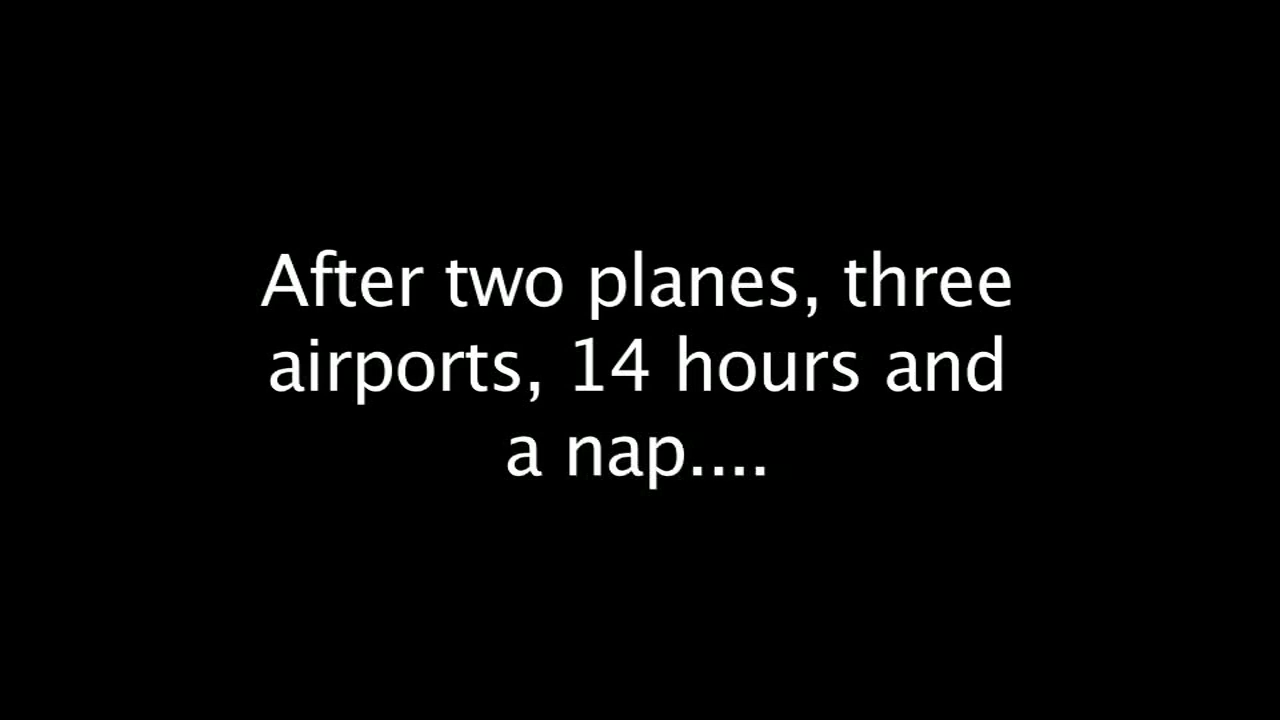 After two planes, three
airports, 14 hours and
a nap....